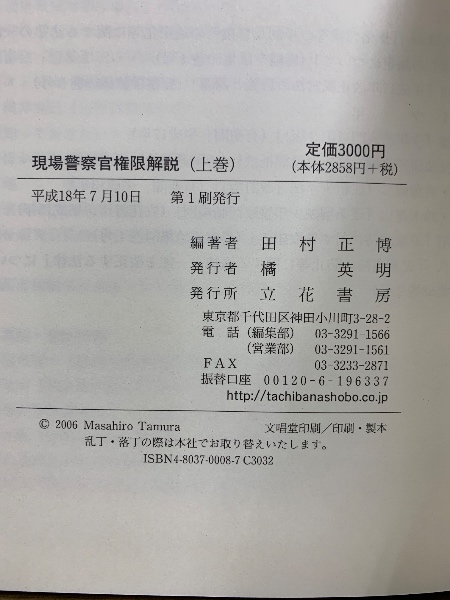 現場警察官権限解説（上巻）
定価3000円
（本体2858円＋税）
平成18年7月10日　第1刷発行
編著者　田村正博
発行者　橘　英明
発行所　立花書房
東京都千代田区神田小川町3-28-2
電話（編集部）　03-3291-1566
（営業部）　03-3291-1561
FAX　03-3233-2871
振替口座　00120-6-196337
http://tachibanashobo.co.jp
© 2006 Masahiro Tamura　文唱堂印刷／印刷・製本
乱丁・落丁の際は本社でお取り替えいたします。
ISBN4-8037-0008-7 C3032